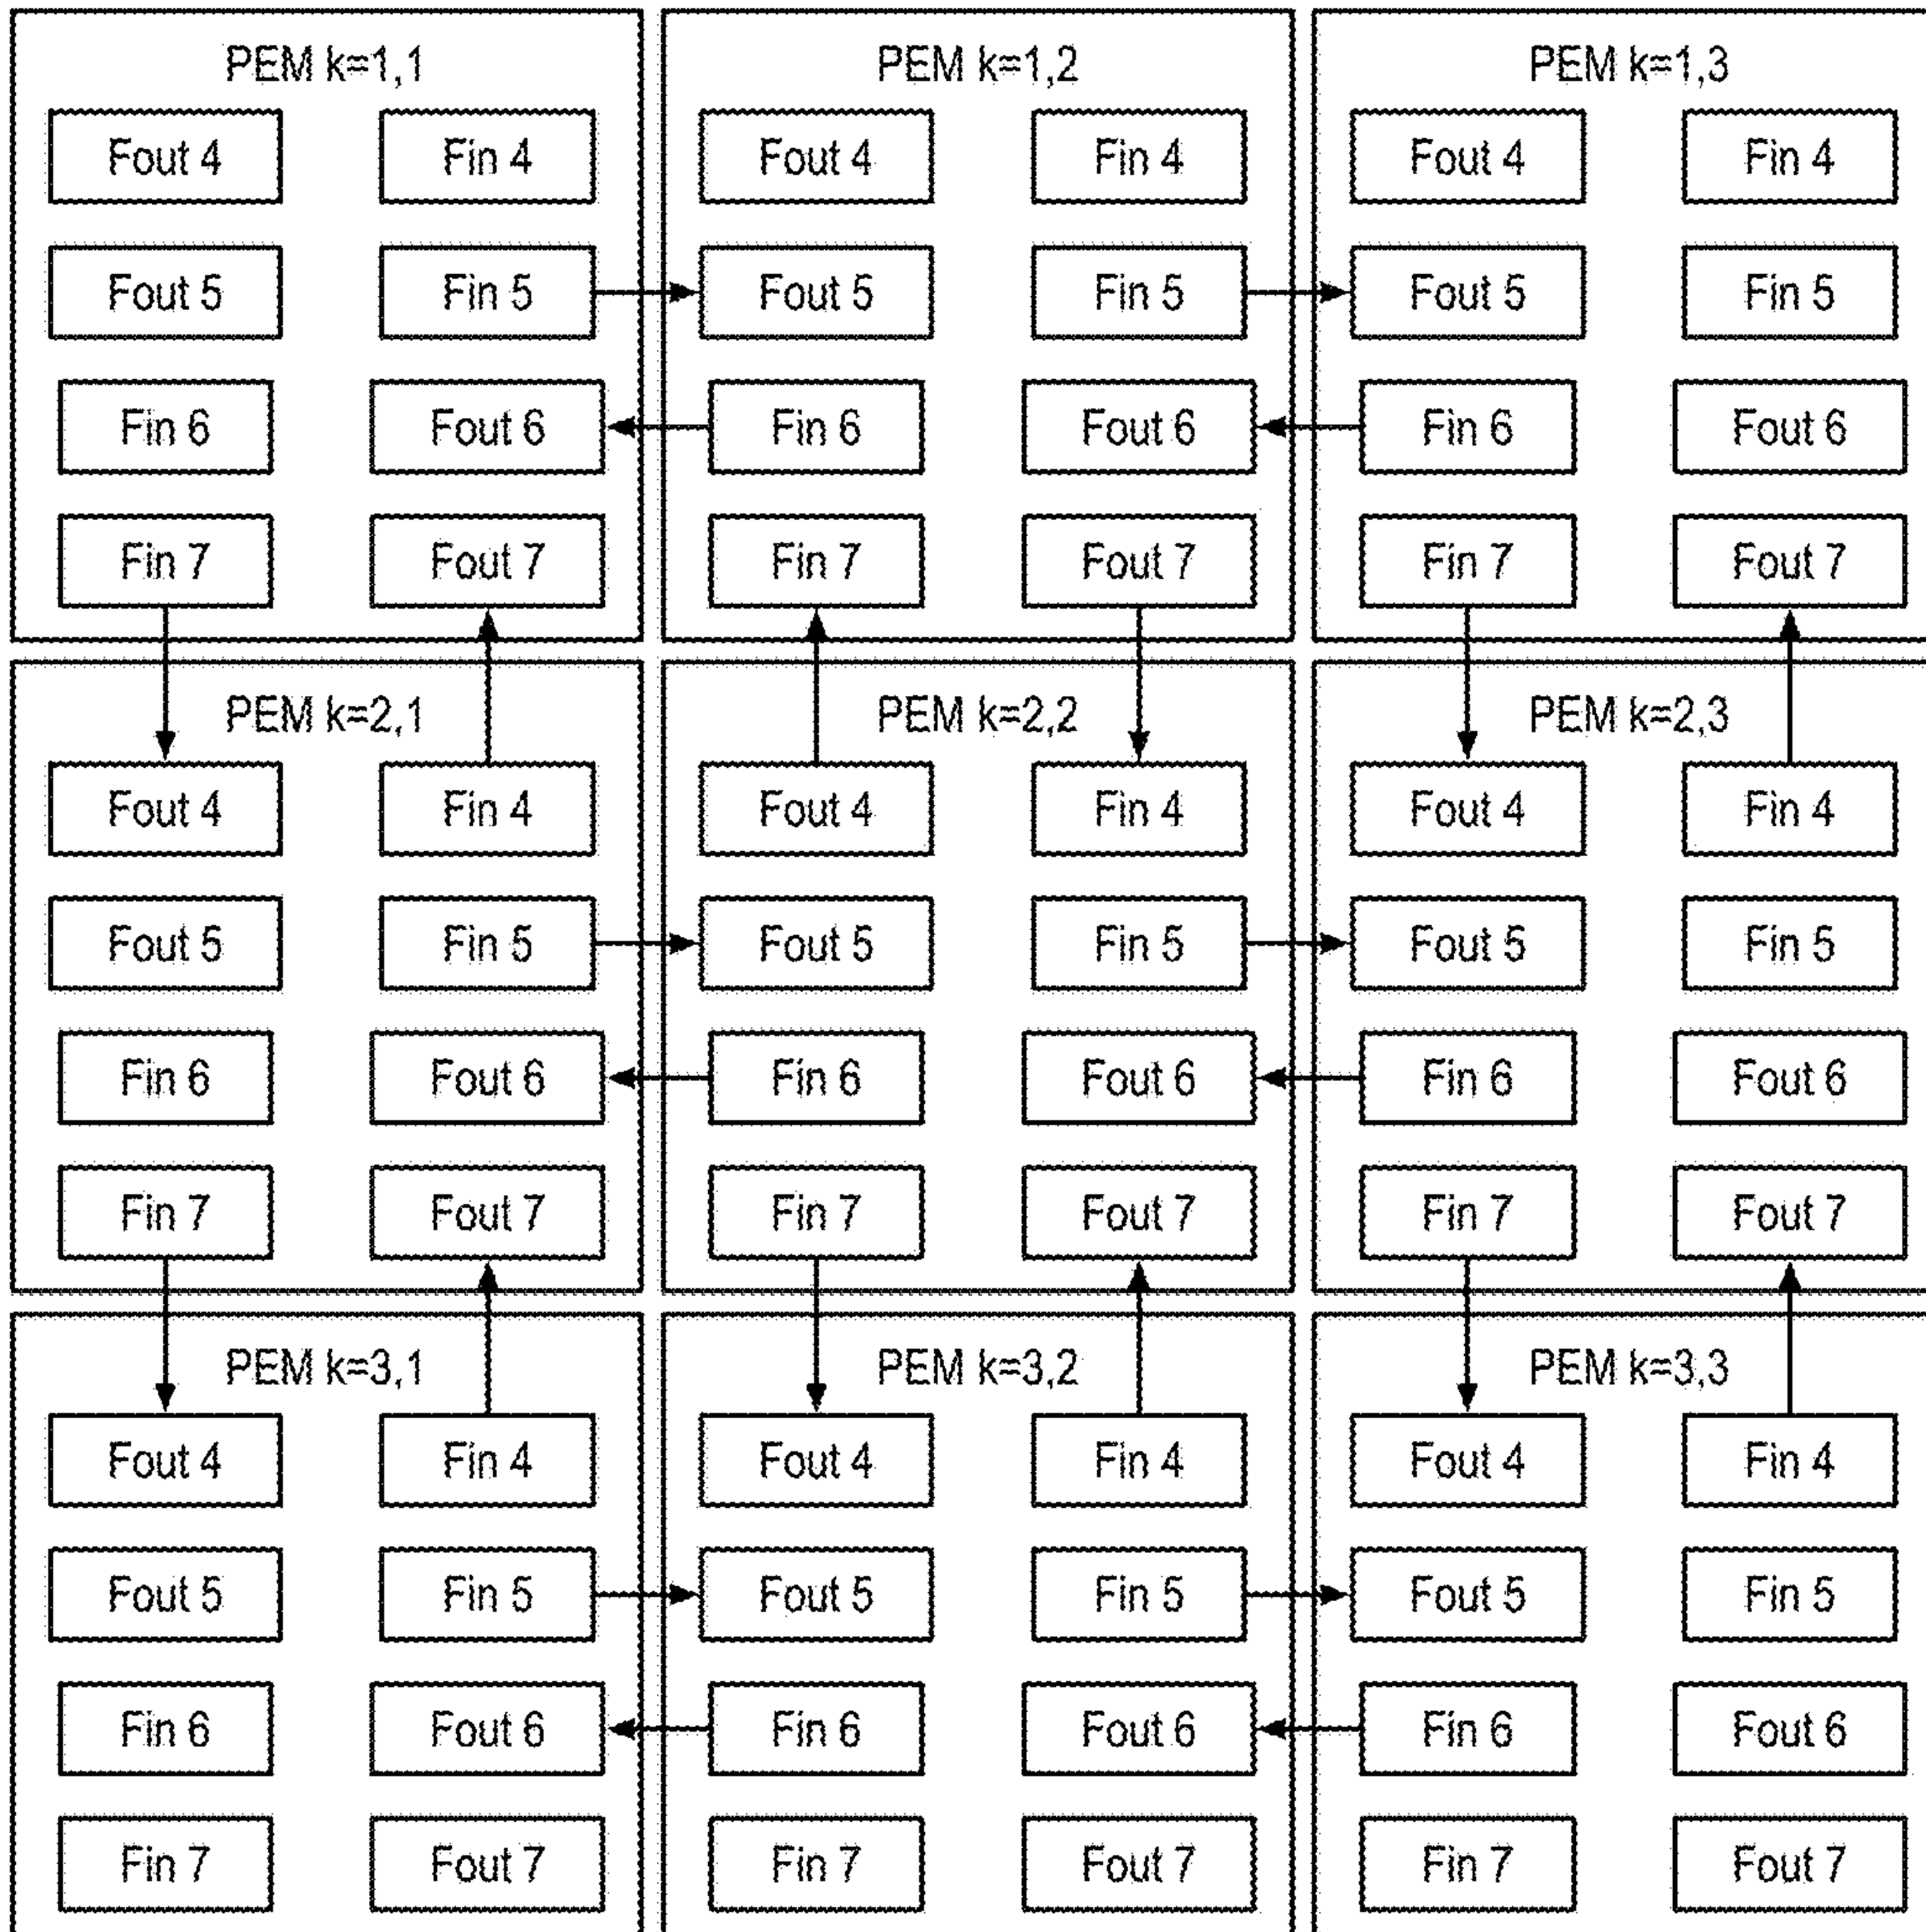 PEM k=1,1
PEM k=1,2
PEM k=1,3
Fout 4 Fin 4 Fout 4 Fin 4 Fout 4 Fin 4
Fout 5 Fin 5 Fout 5 Fin 5 Fout 5 Fin 5
Fin 6 Fout 6 Fin 6 Fout 6 Fin 6 Fout 6
Fin 7 Fout 7 Fin 7 Fout 7 Fin 7 Fout 7
PEM k=2,1
PEM k=2,2
PEM k=2,3
Fout 4 Fin 4 Fout 4 Fin 4 Fout 4 Fin 4
Fout 5 Fin 5 Fout 5 Fin 5 Fout 5 Fin 5
Fin 6 Fout 6 Fin 6 Fout 6 Fin 6 Fout 6
Fin 7 Fout 7 Fin 7 Fout 7 Fin 7 Fout 7
PEM k=3,1
PEM k=3,2
PEM k=3,3
Fout 4 Fin 4 Fout 4 Fin 4 Fout 4 Fin 4
Fout 5 Fin 5 Fout 5 Fin 5 Fout 5 Fin 5
Fin 6 Fout 6 Fin 6 Fout 6 Fin 6 Fout 6
Fin 7 Fout 7 Fin 7 Fout 7 Fin 7 Fout 7